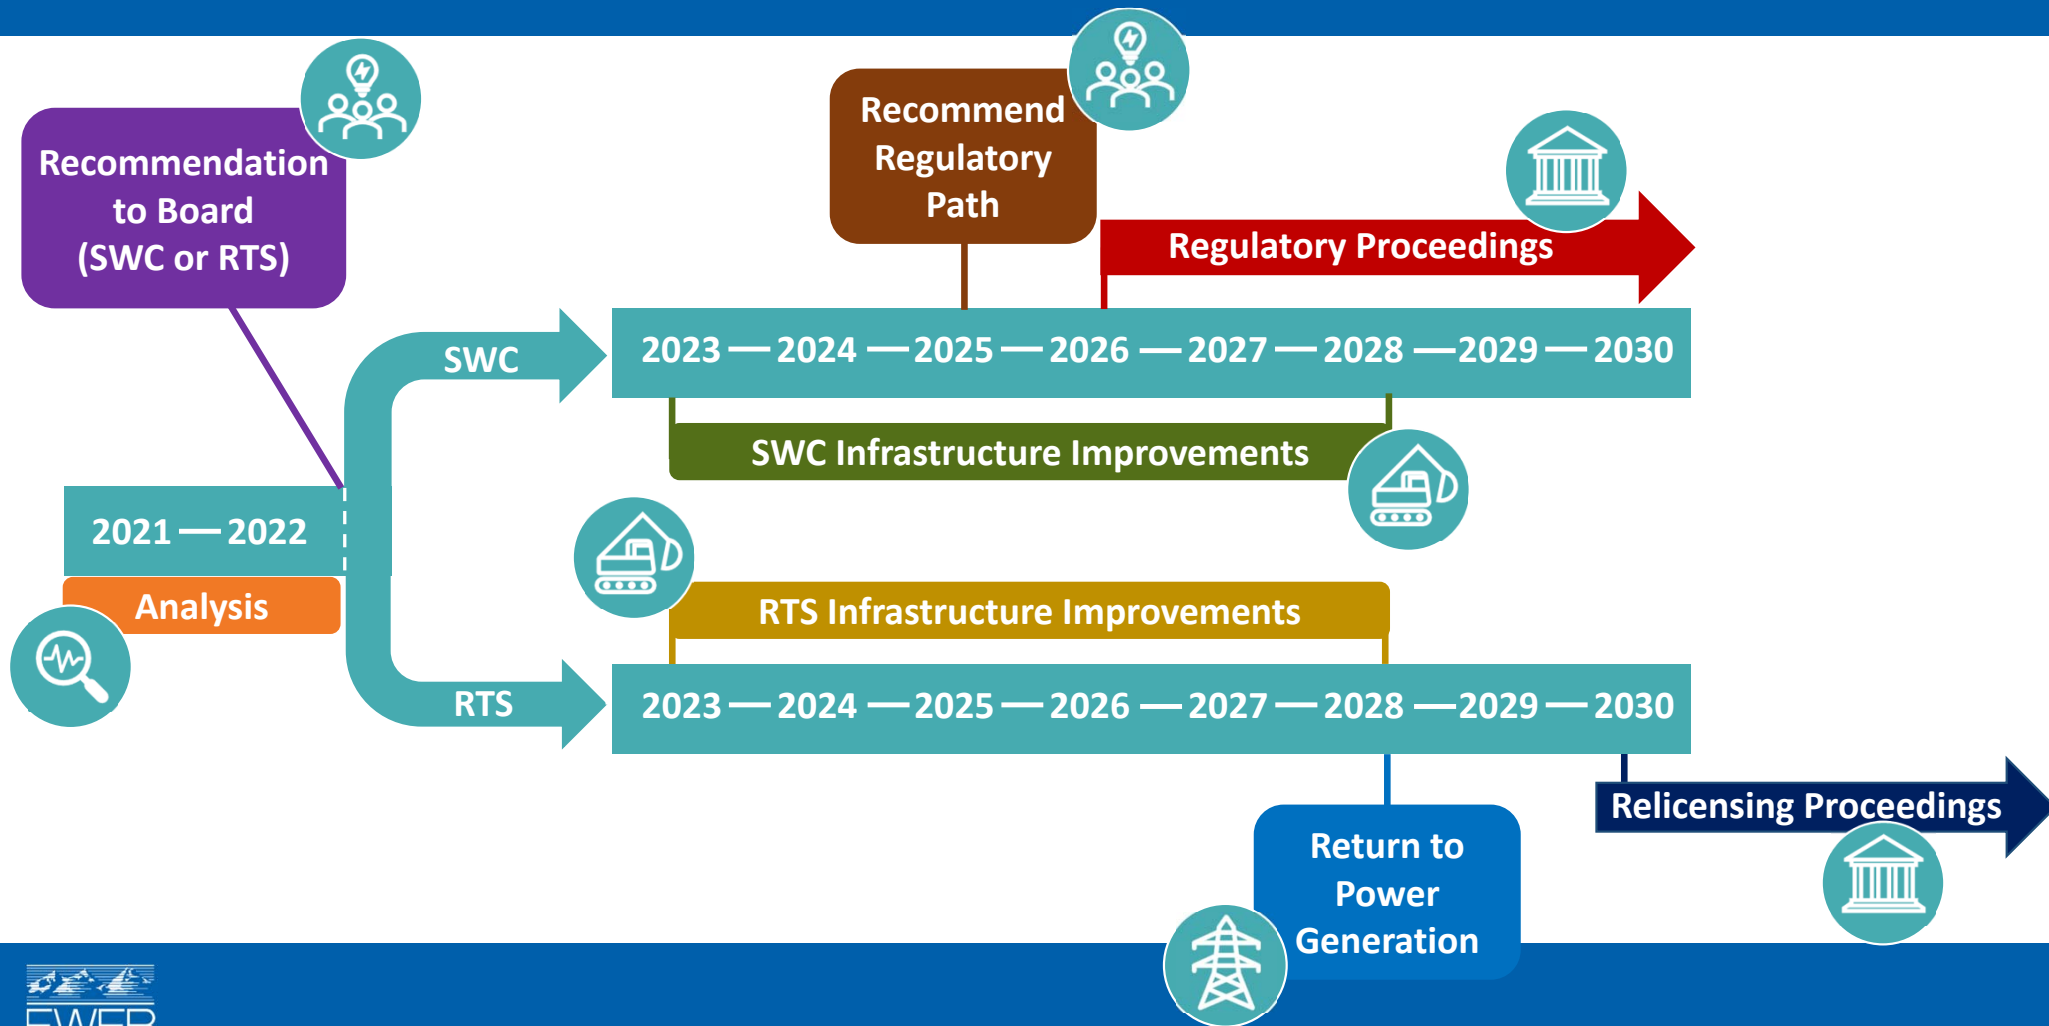 Recommendation
to Board
(SWC or RTS)
Recommend
Regulatory
Path
Regulatory Proceedings
SWC
2023 — 2024 — 2025 — 2026 — 2027 — 2028 — 2029 — 2030
SWC Infrastructure Improvements
2021 — 2022
Analysis
RTS Infrastructure Improvements
RTS
2023 — 2024 — 2025 — 2026 — 2027 — 2028 — 2029 — 2030
Relicensing Proceedings
Return to
Power
Generation
EWEB